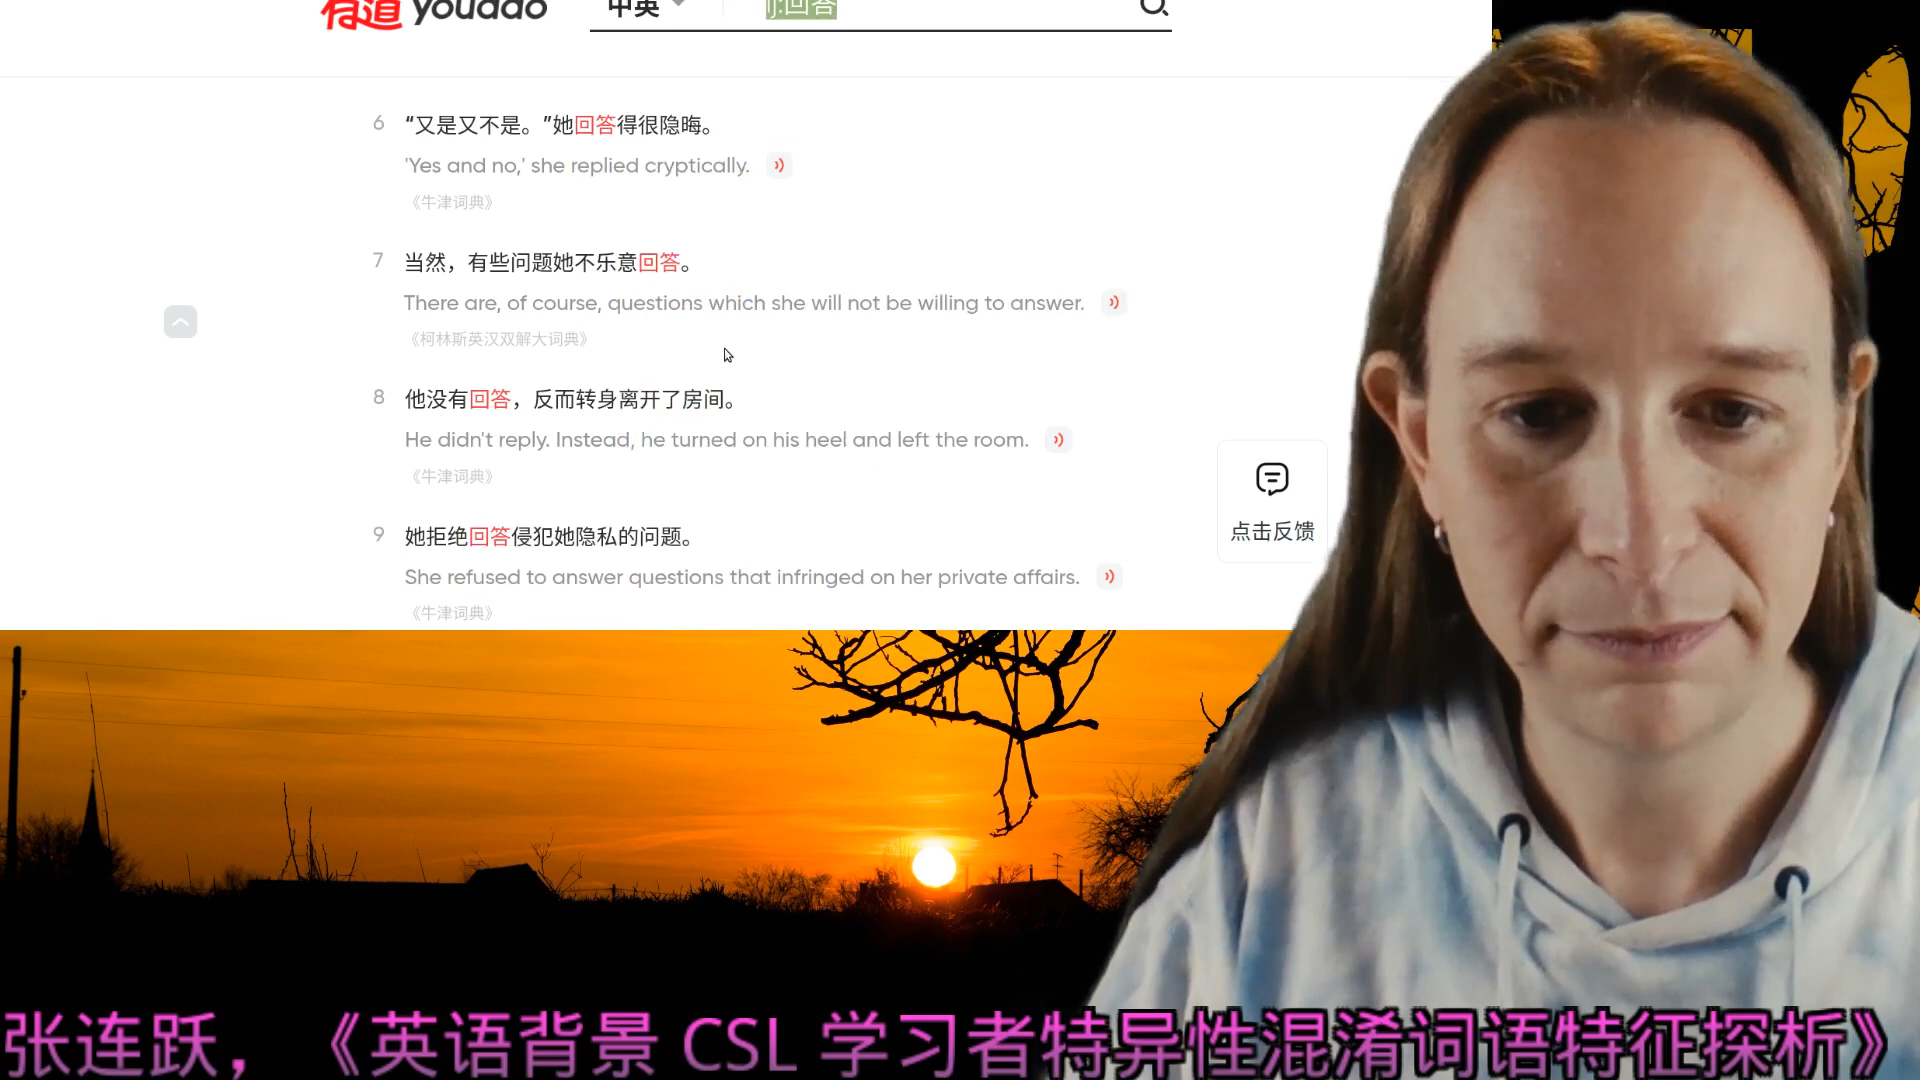 有道 youdao
中英
lj:回答
6
“又是又不是。”她回答得很隐晦。
'Yes and no,' she replied cryptically.
《牛津词典》
7
当然，有些问题她不乐意回答。
There are, of course, questions which she will not be willing to answer.
《柯林斯英汉双解大词典》
8
他没有回答，反而转身离开了房间。
He didn't reply. Instead, he turned on his heel and left the room.
《牛津词典》
9
她拒绝回答侵犯她隐私的问题。
She refused to answer questions that infringed on her private affairs.
《牛津词典》
点击反馈
张连跃，《英语背景 CSL 学习者特异性混淆词语特征探析》